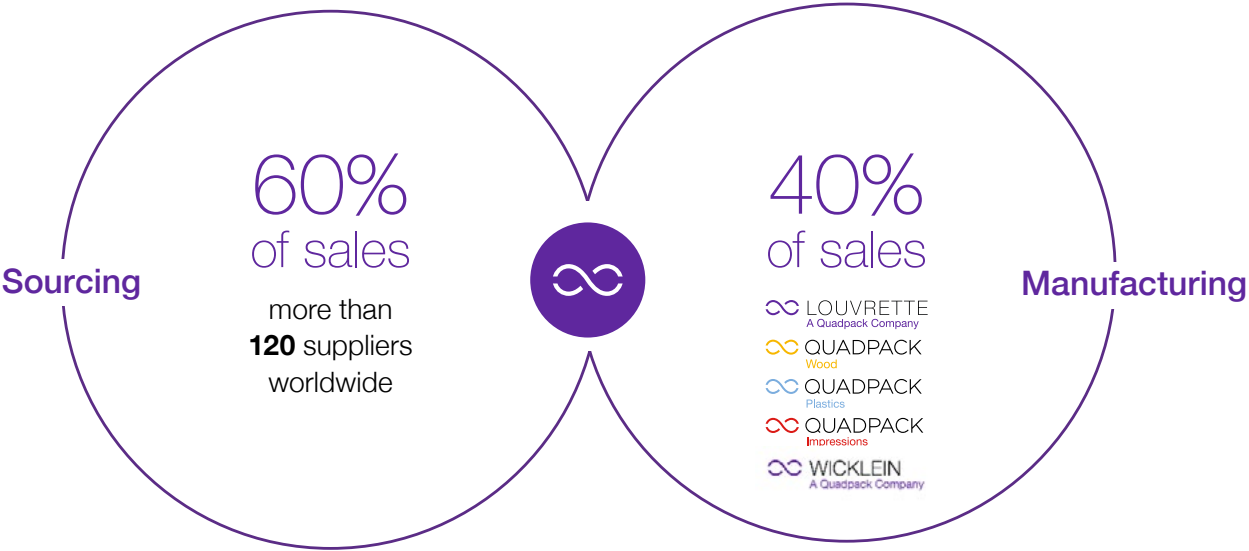 Sourcing
60%
of sales
more than
120 suppliers
worldwide
40%
of sales
LOUVRETTE
A Quadpack Company
QUADPACK
Wood
QUADPACK
Plastics
QUADPACK
Impressions
WICKLEIN
A Quadpack Company
Manufacturing